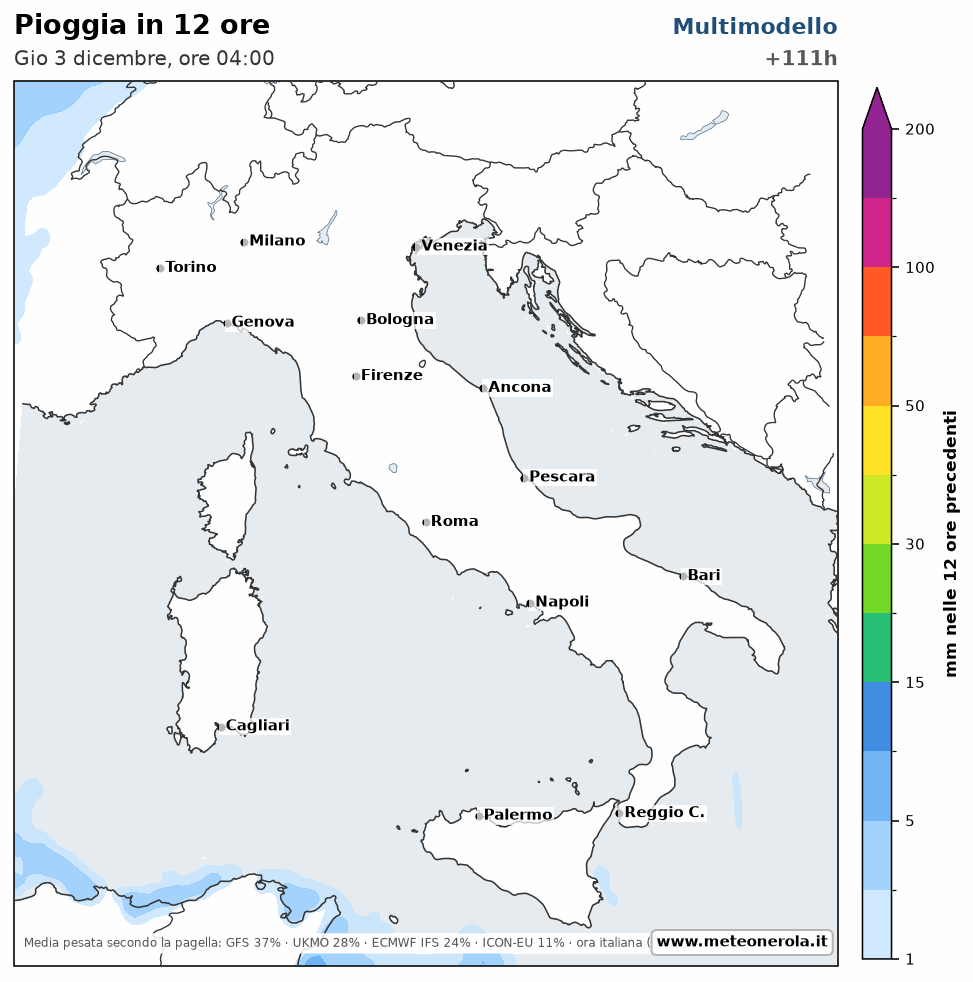 Pioggia in 12 ore
Multimodello
Gio 3 dicembre, ore 04:00
+111h
200
100
50
30
15
5
1
mm nelle 12 ore precedenti
Milano
Venezia
Torino
Genova
Bologna
Firenze
Ancona
Pescara
Roma
Bari
Napoli
Cagliari
Palermo
Reggio C.
Media pesata secondo la pagella: GFS 37% · UKMO 28% · ECMWF IFS 24% · ICON-EU 11% · ora italiana (
www.meteonerola.it